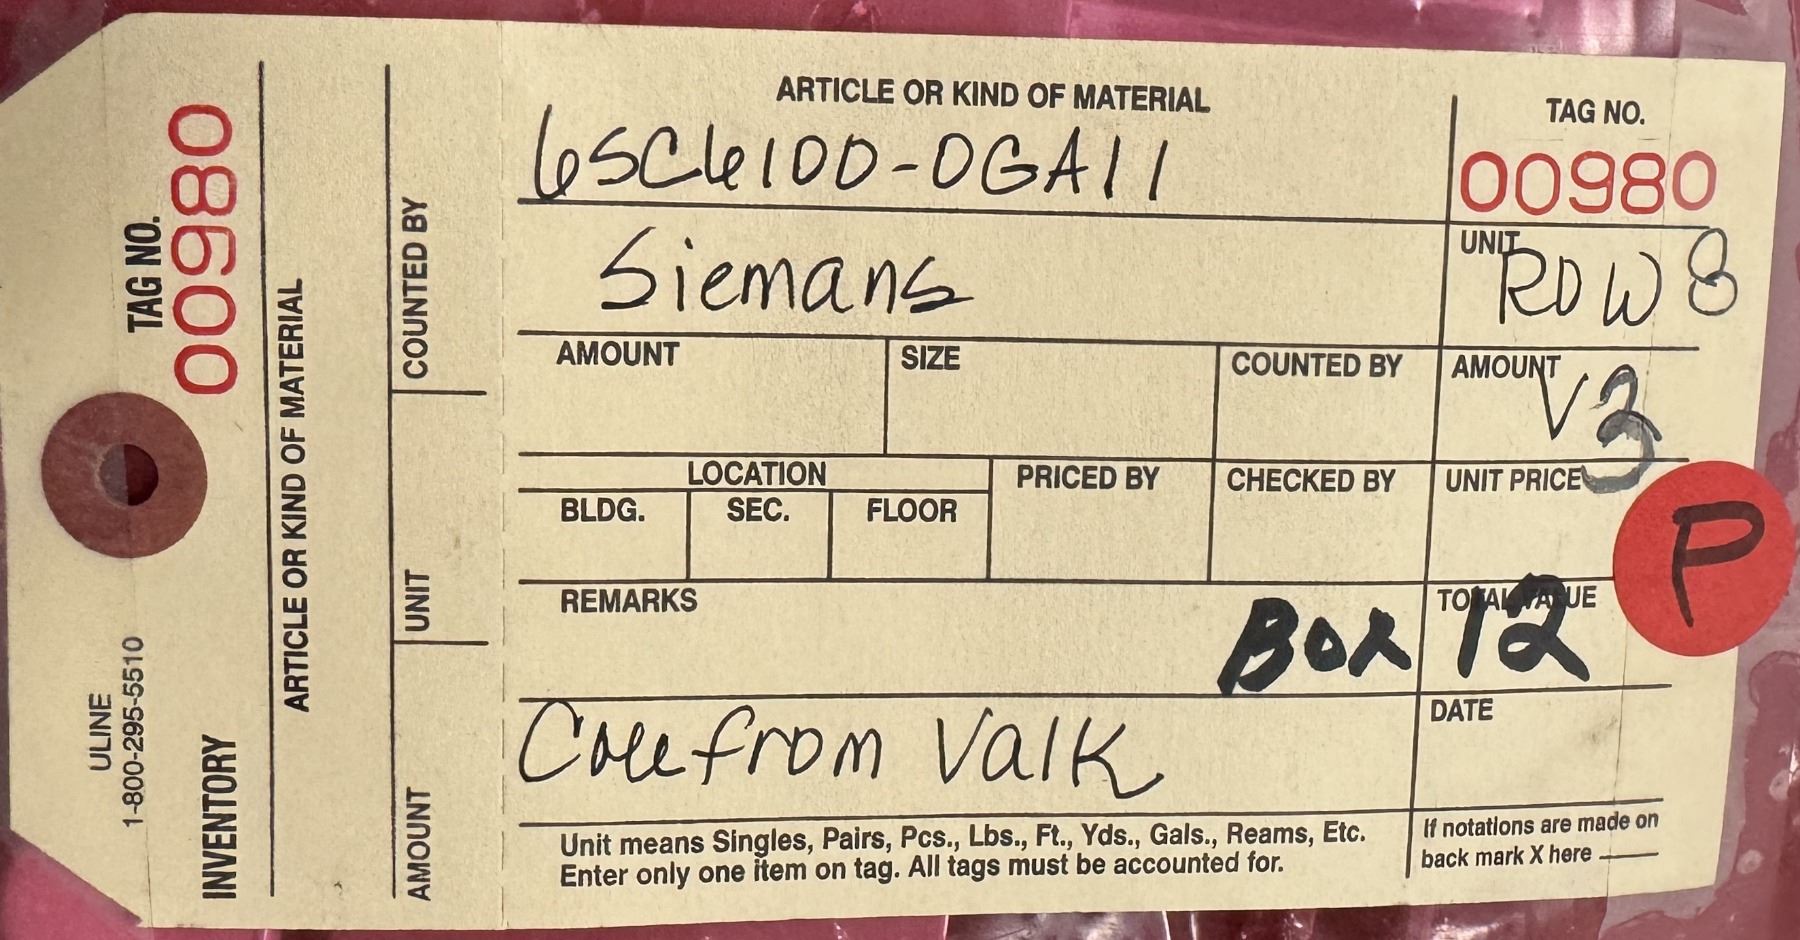 TAG NO.
00980
ULINE
1-800-295-5510
INVENTORY
ARTICLE OR KIND OF MATERIAL
COUNTED BY
UNIT
AMOUNT
ARTICLE OR KIND OF MATERIAL
6SC6100-0GA11
TAG NO.
00980
Siemans
UNIT
ROW 8
AMOUNT
SIZE
COUNTED BY
AMOUNT
V3
LOCATION
BLDG.
SEC.
FLOOR
PRICED BY
CHECKED BY
UNIT PRICE
P
REMARKS
TOTAL VALUE
Box 12
from Valk
DATE
Unit means Singles, Pairs, Pcs., Lbs., Ft., Yds., Gals., Reams, Etc.
Enter only one item on tag. All tags must be accounted for.
If notations are made on
back mark X here